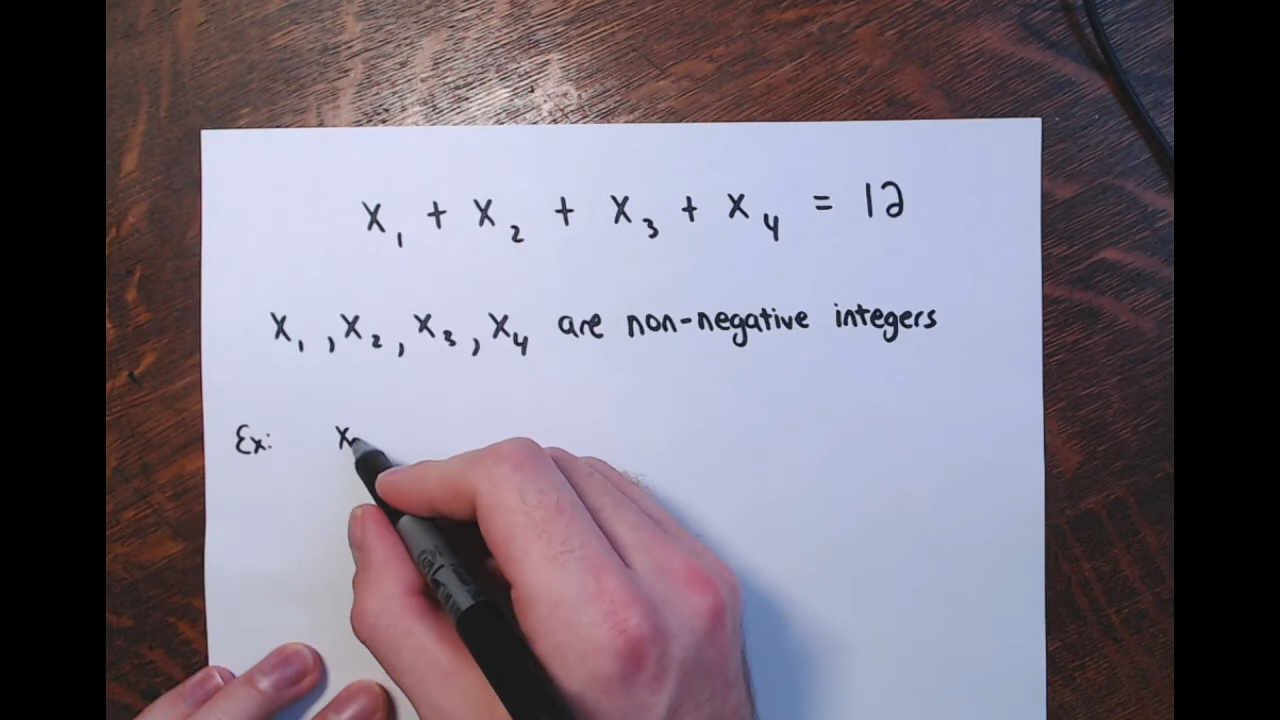 x₁ + x₂ + x₃ + x₄ = 12
x₁, x₂, x₃, x₄ are non-negative integers
Ex: x